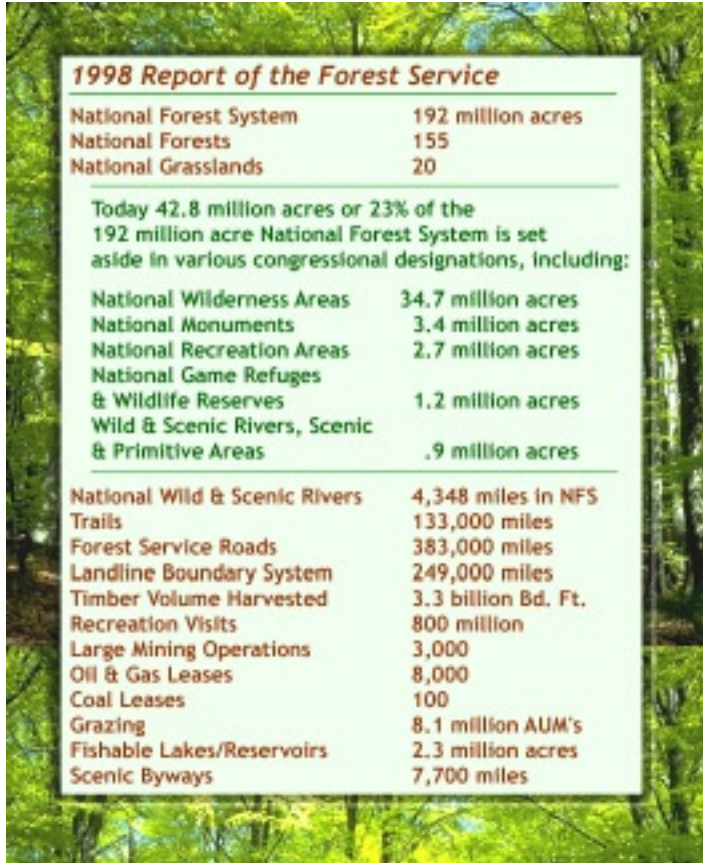 1998 Report of the Forest Service
National Forest System 192 million acres
National Forests 155
National Grasslands 20
Today 42.8 million acres or 23% of the
192 million acre National Forest System is set
aside in various congressional designations, including:
National Wilderness Areas 34.7 million acres
National Monuments 3.4 million acres
National Recreation Areas 2.7 million acres
National Game Refuges
& Wildlife Reserves 1.2 million acres
Wild & Scenic Rivers, Scenic
& Primitive Areas .9 million acres
National Wild & Scenic Rivers 4,348 miles in NFS
Trails 133,000 miles
Forest Service Roads 383,000 miles
Landline Boundary System 249,000 miles
Timber Volume Harvested 3.3 billion Bd. Ft.
Recreation Visits 800 million
Large Mining Operations 3,000
Oil & Gas Leases 8,000
Coal Leases 100
Grazing 8.1 million AUM's
Fishable Lakes/Reservoirs 2.3 million acres
Scenic Byways 7,700 miles